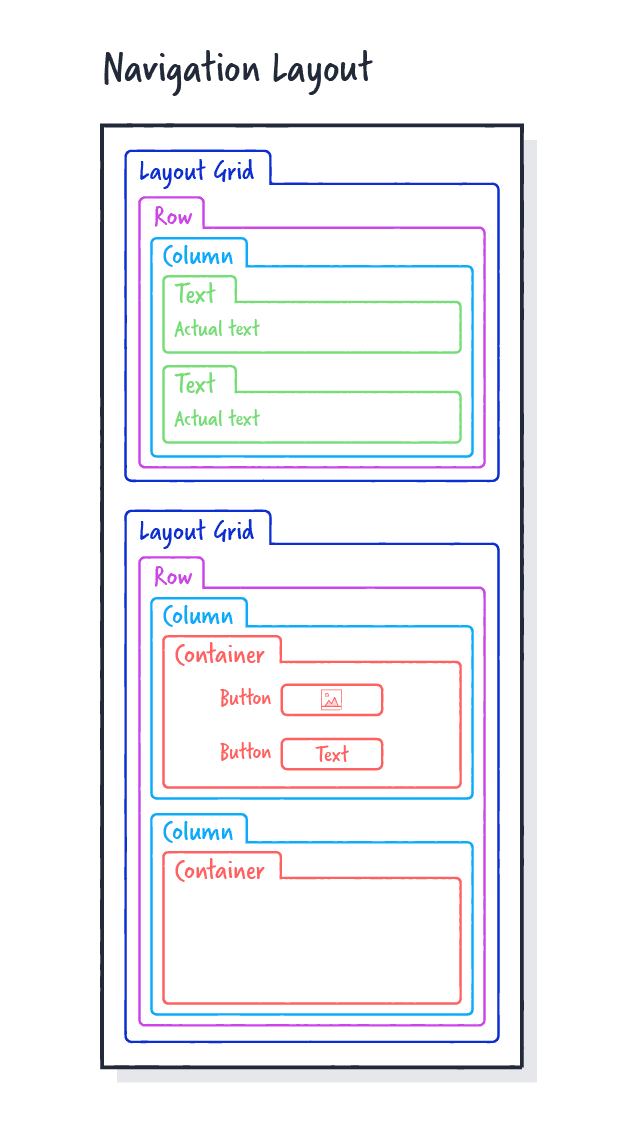 Navigation Layout
Layout Grid
Row
Column
Text
Actual text
Text
Actual text
Layout Grid
Row
Column
Container
Button
Button Text
Column
Container